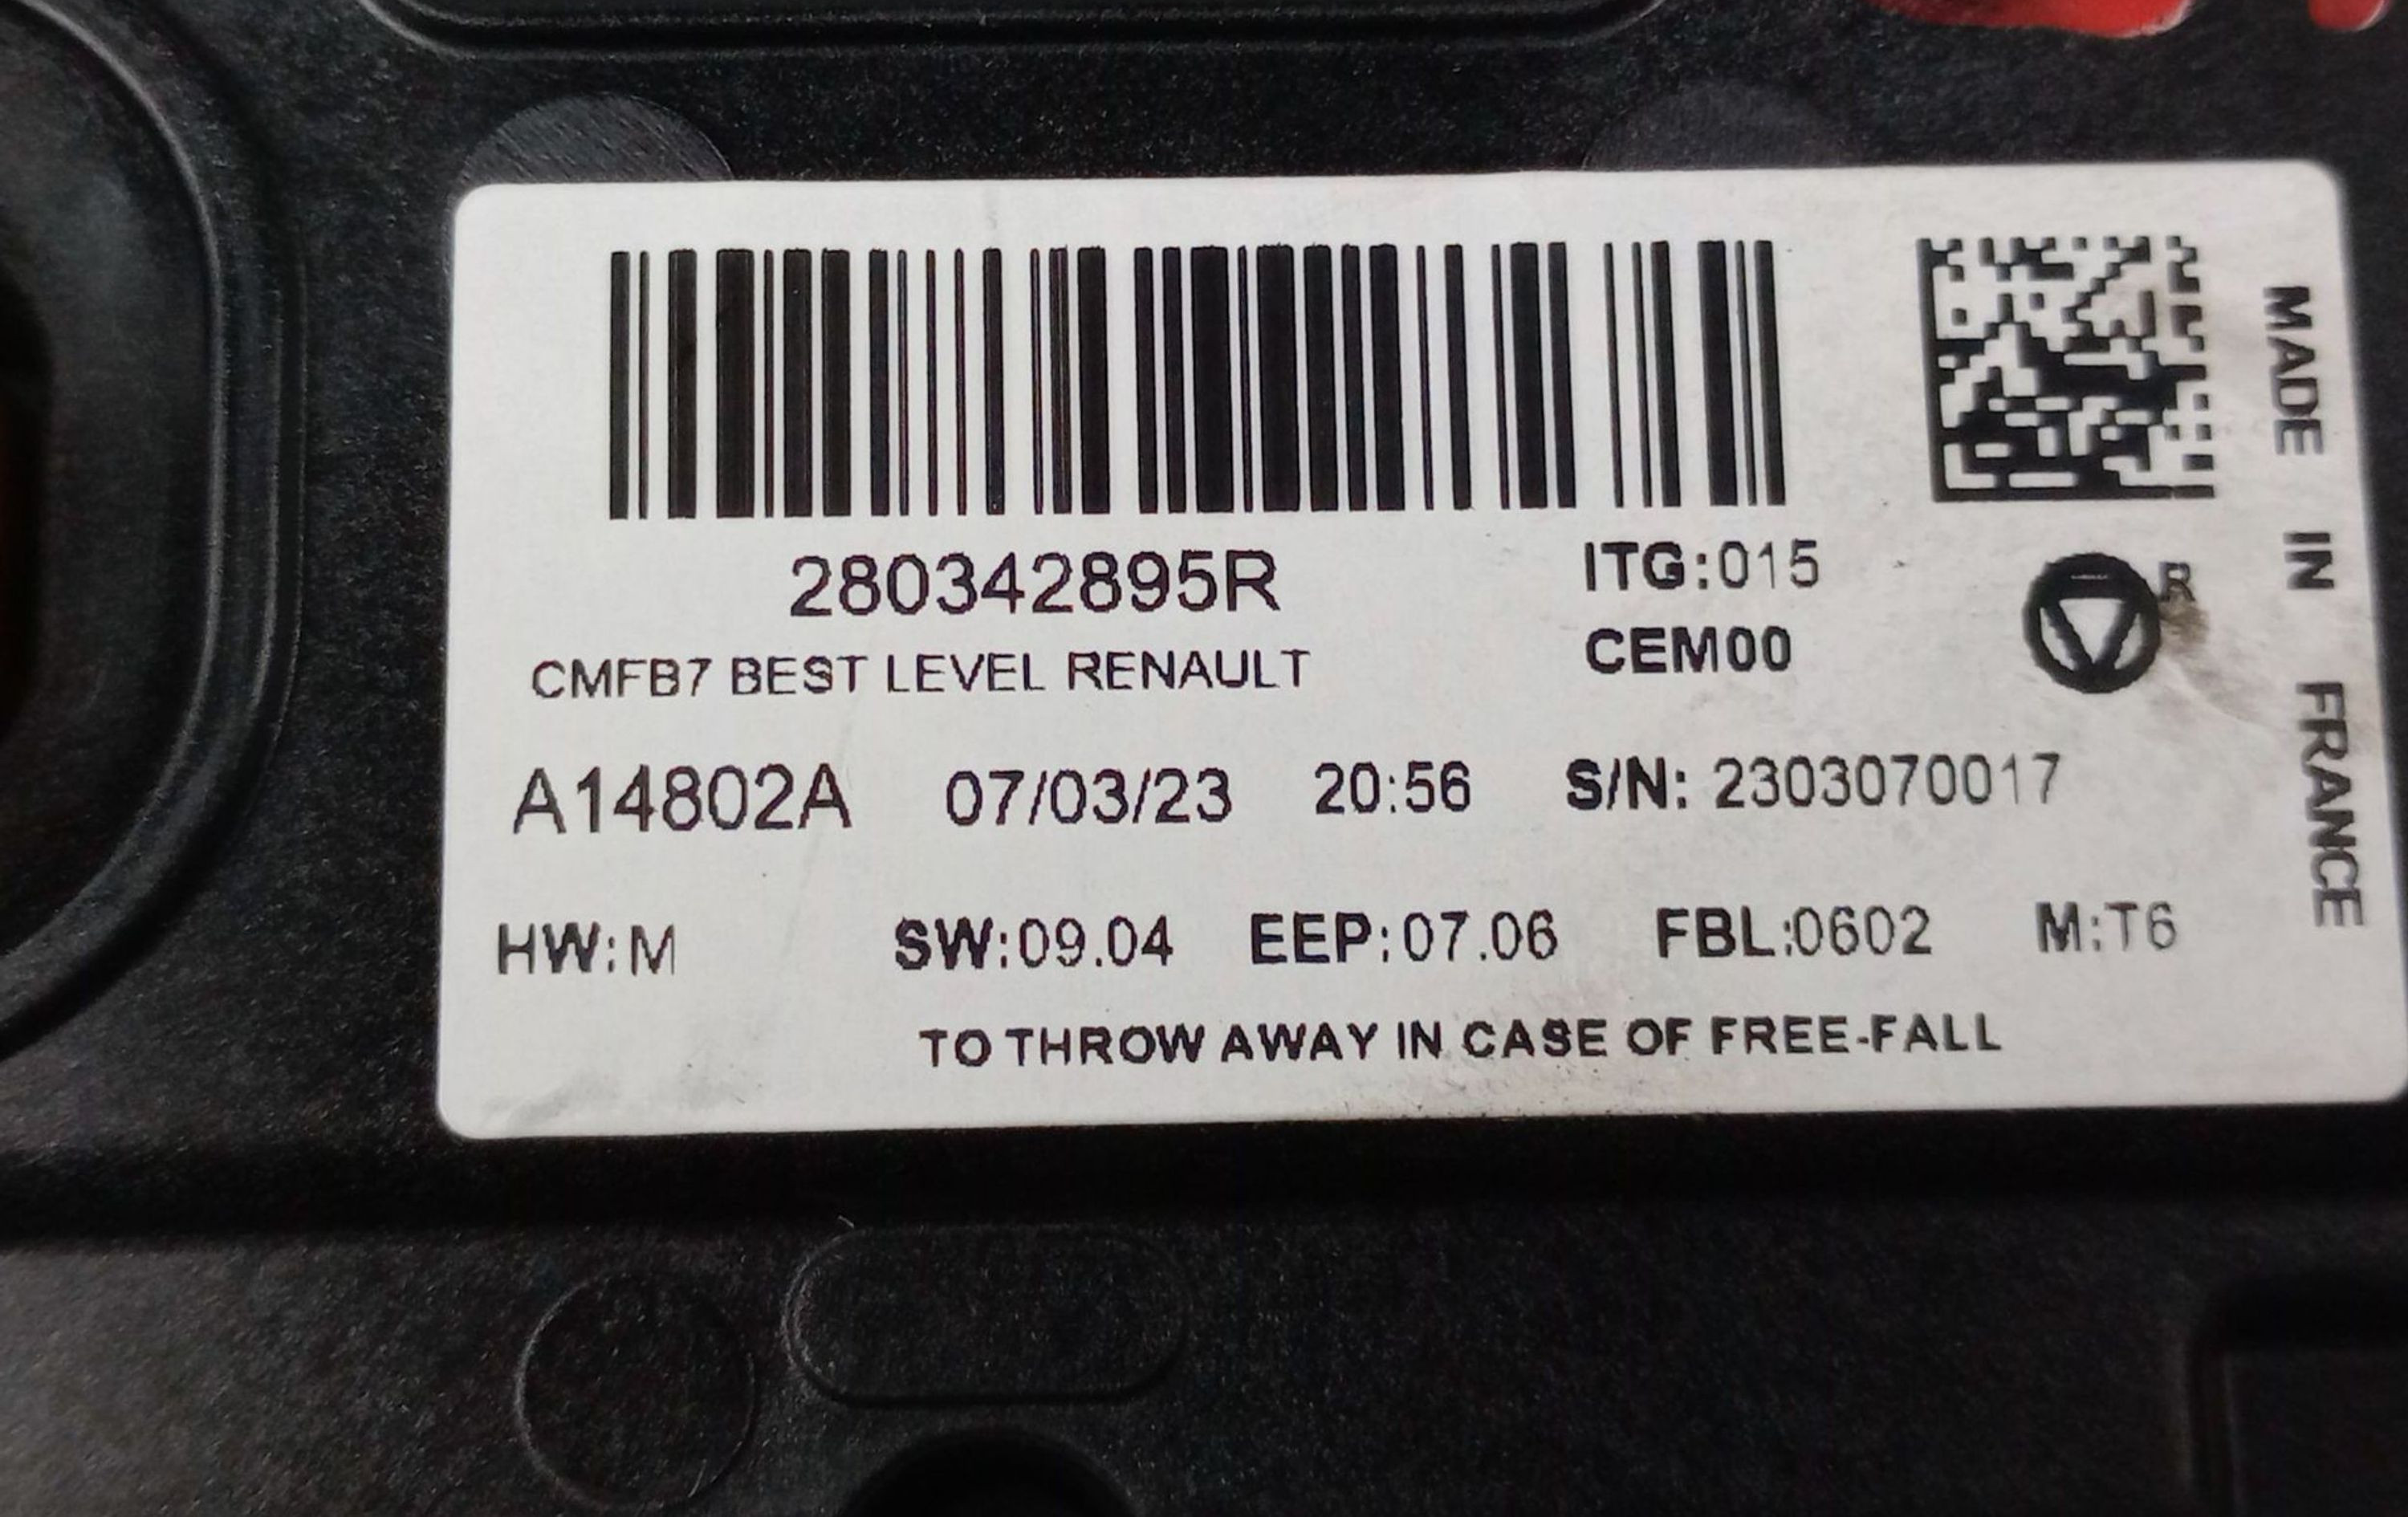 280342895R
ITG:015
CMFB7 BEST LEVEL RENAULT
CEM00
R
A14802A 07/03/23 20:56 S/N: 2303070017
HW:M SW:09.04 EEP:07.06 FBL:0602 M:T6
TO THROW AWAY IN CASE OF FREE-FALL
MADE IN FRANCE